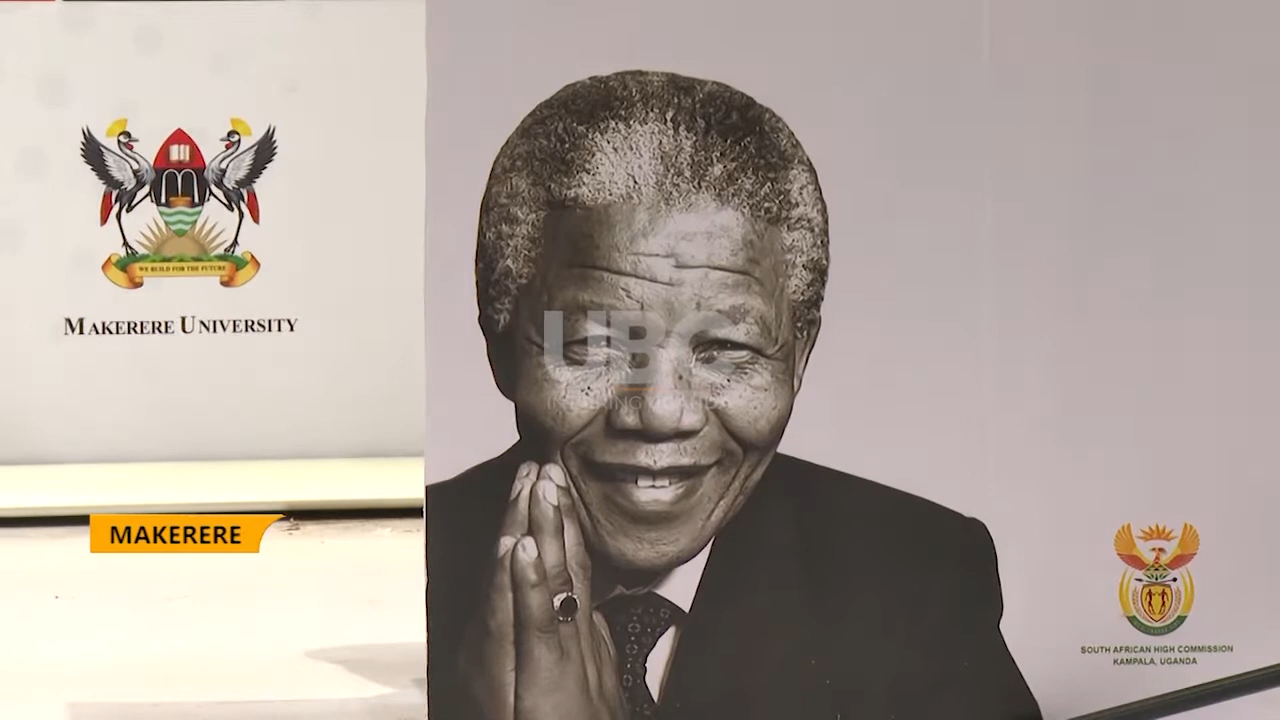 WE BUILD FOR THE FUTURE
MAKERERE UNIVERSITY
UBC
MAKERERE
SOUTH AFRICAN HIGH COMMISSION
KAMPALA, UGANDA